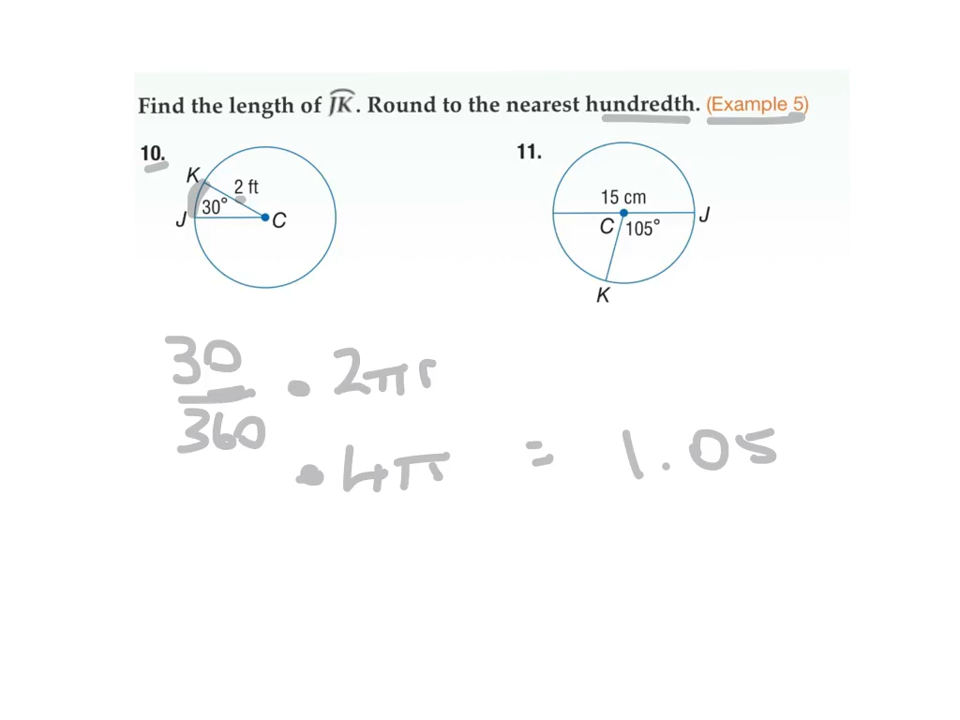 Find the length of JK. Round to the nearest hundredth. (Example 5)
10.
K
2 ft
30°
J
C
11.
15 cm
J
C
105°
K
30/360 • 2πr
• 4π = 1.05